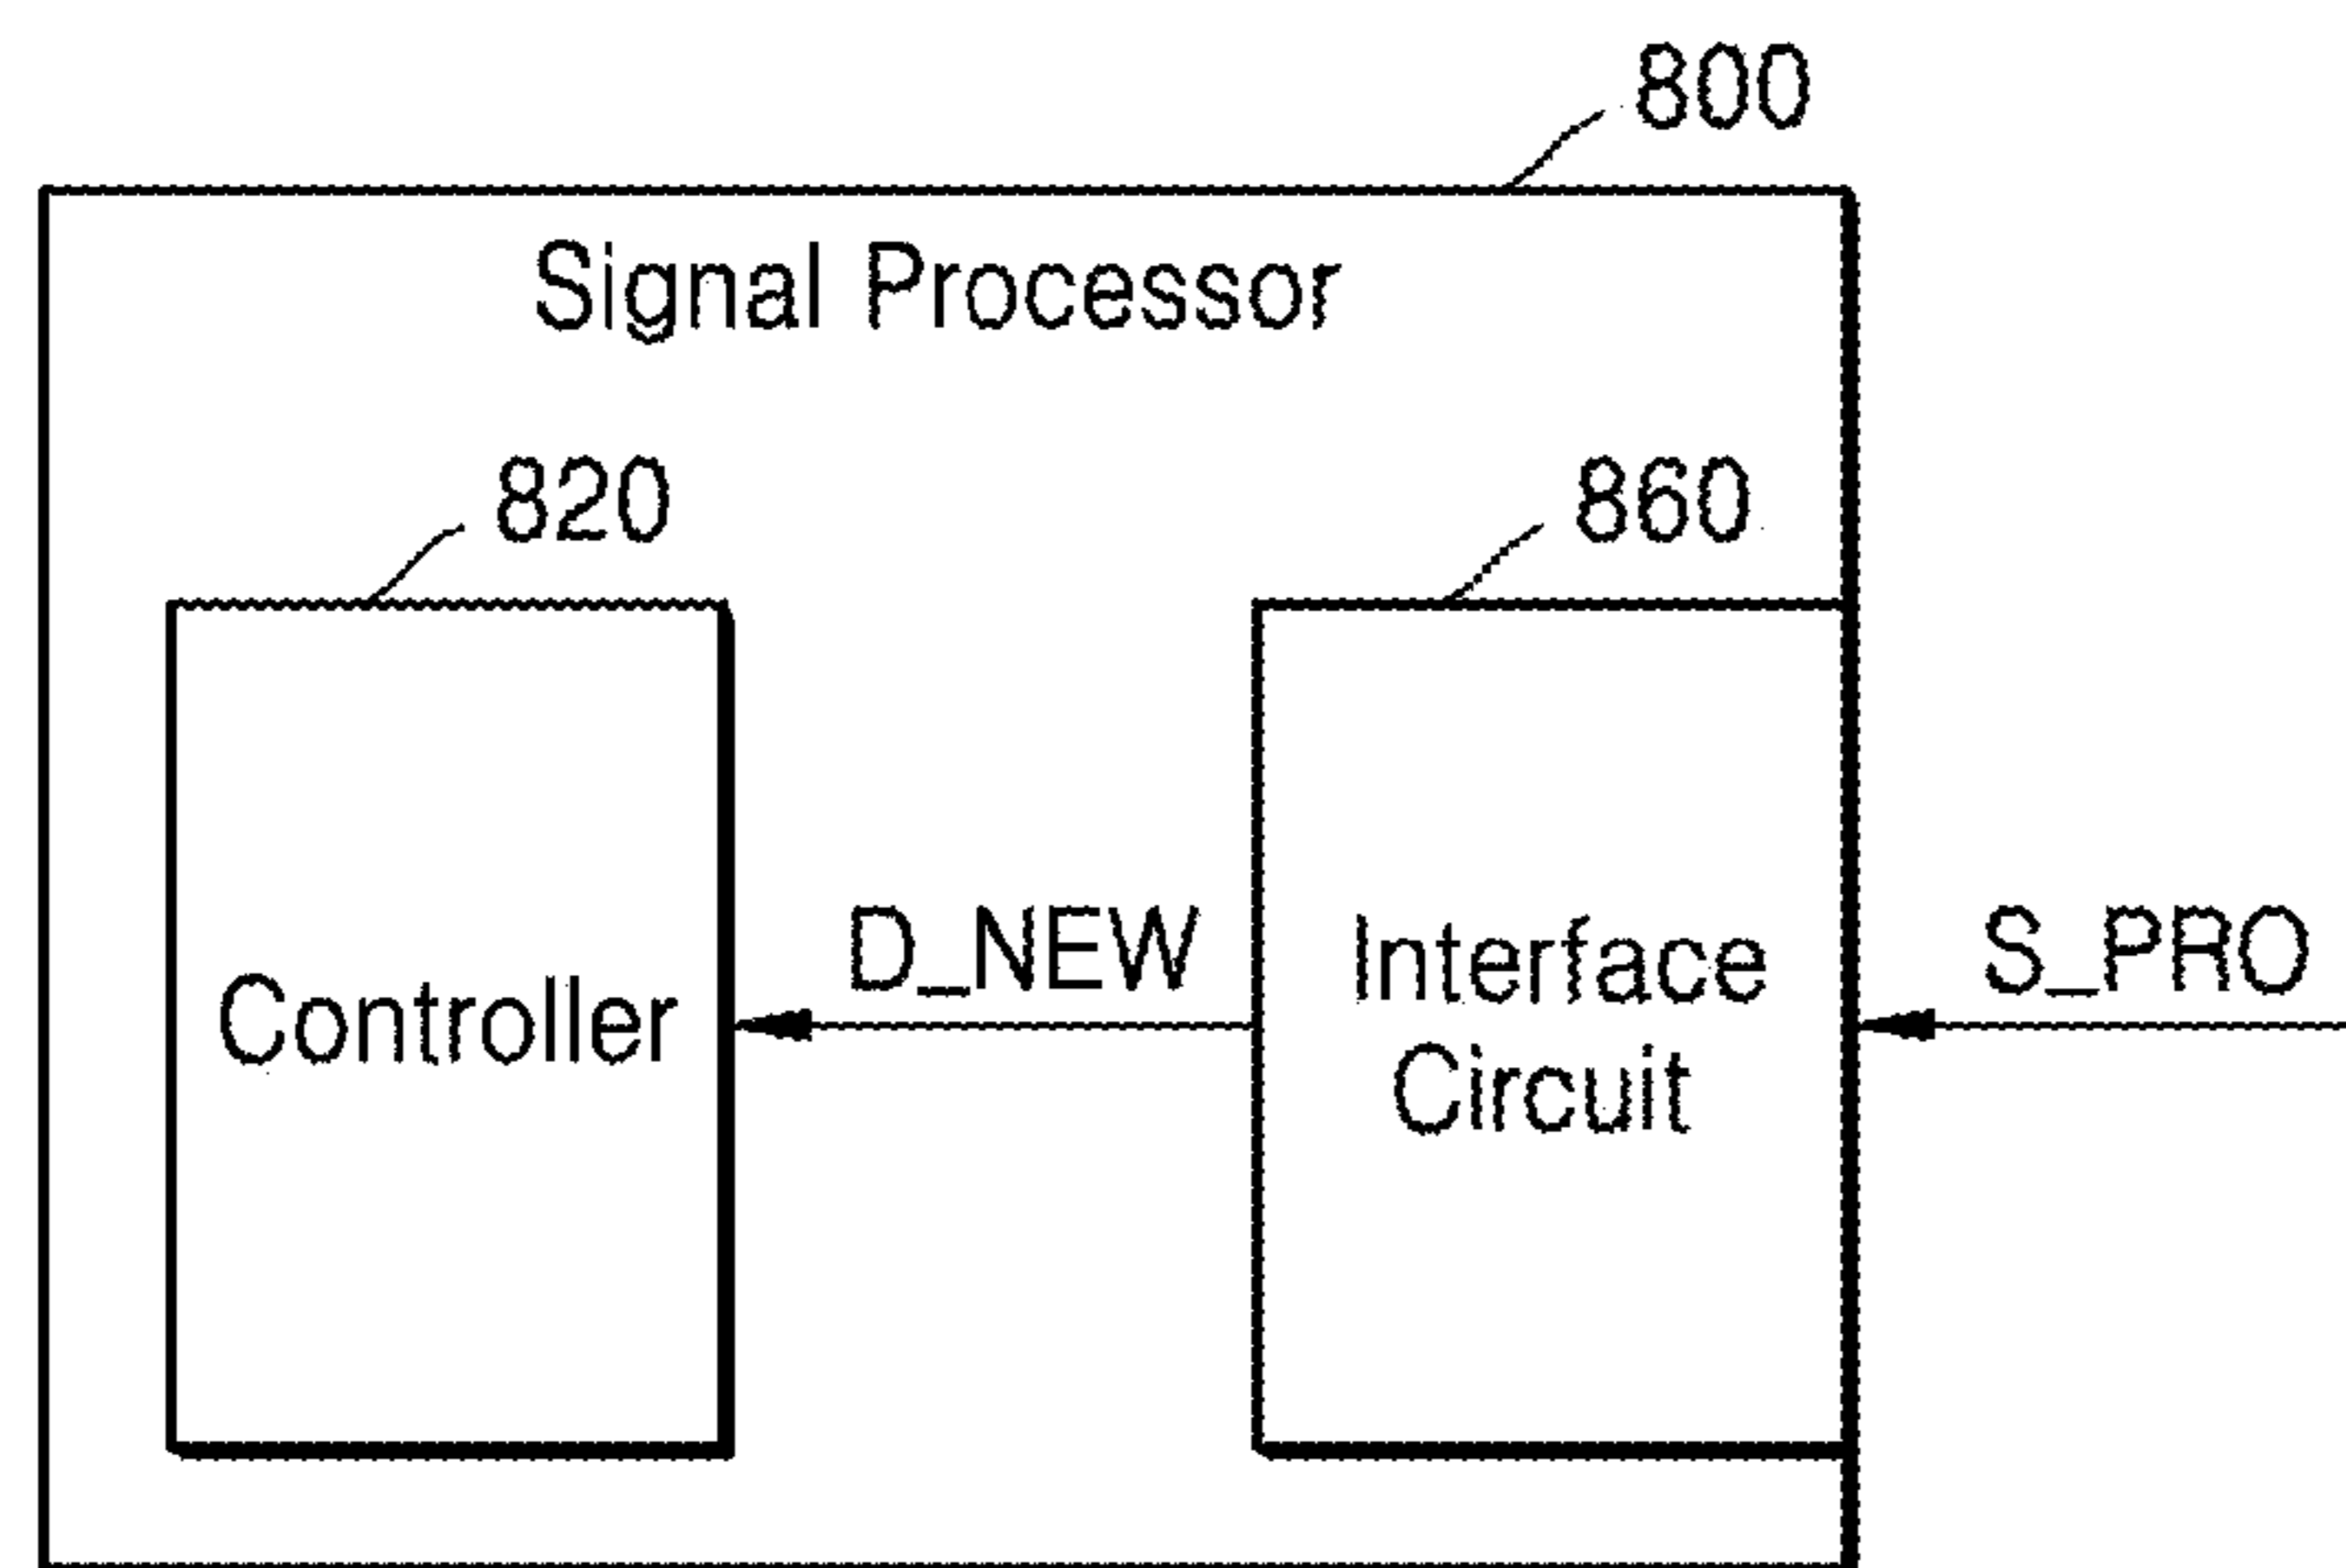 800
Signal Processor
820
860
D_NEW
S_PRO
Controller
Interface
Circuit